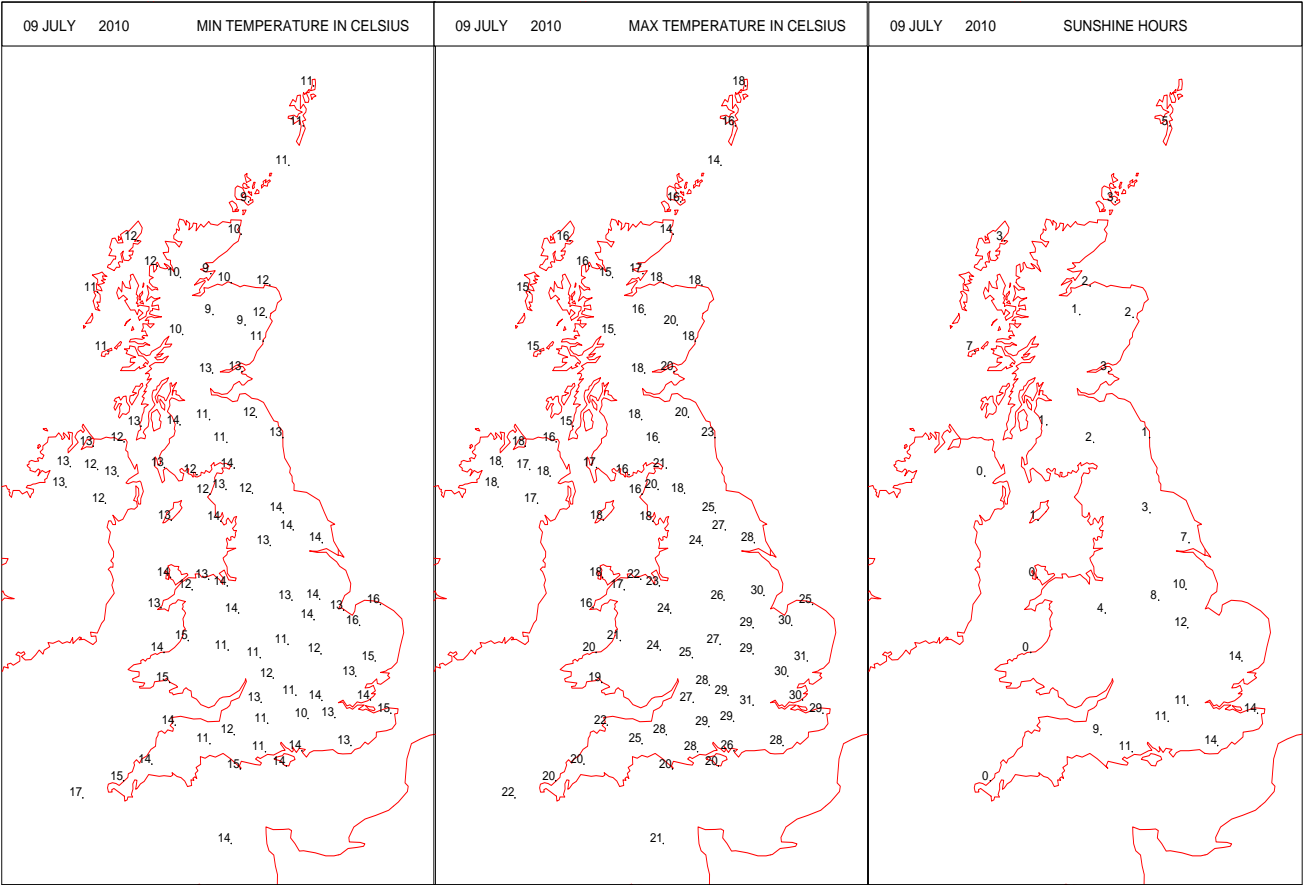 09 JULY 2010 MIN TEMPERATURE IN CELSIUS
11.
11.
11.
9.
10.
12.
12. 9.
10. 10. 12.
11.
9. 12.
9.
10. 11.
11.
13. 13.
11. 12.
13. 14.
13. 12. 11. 13.
13. 12. 13. 14.
13. 12.
13. 13.
12. 12. 12.
13. 14. 14.
14.
13. 14.
14. 13.
12. 14.
13. 13. 14. 13. 16.
14. 14. 16.
15. 11. 11.
14. 11. 12. 15.
15. 12. 13.
13. 11. 14. 14.
14. 11. 10. 13. 15.
12.
11. 11. 14. 13.
14. 15. 14.
15.
17.
14.
09 JULY 2010 MAX TEMPERATURE IN CELSIUS
18.
16.
14.
16.
14.
16.
16. 17.
15. 18. 18.
15.
16.
20.
15. 18.
15.
18. 20.
18. 20.
15.
18. 16. 16. 23.
18. 17. 17. 21.
18. 16.
18. 20.
17. 16. 18.
18. 18. 25.
27.
24. 28.
18. 22.
17. 23. 30.
16. 24. 26. 25.
29. 30.
21. 27.
20. 24. 25. 29. 31.
19. 28. 30.
27. 29. 31. 30.
22. 29. 29. 29.
28.
25. 28. 26. 28.
20. 20. 20.
20.
22.
21.
09 JULY 2010 SUNSHINE HOURS
5.
3.
3.
2.
1. 2.
7.
3.
1.
2. 1.
0.
3.
1.
7.
0. 10.
4. 8.
12.
0. 14.
11. 14.
9. 11.
11. 14.
0.